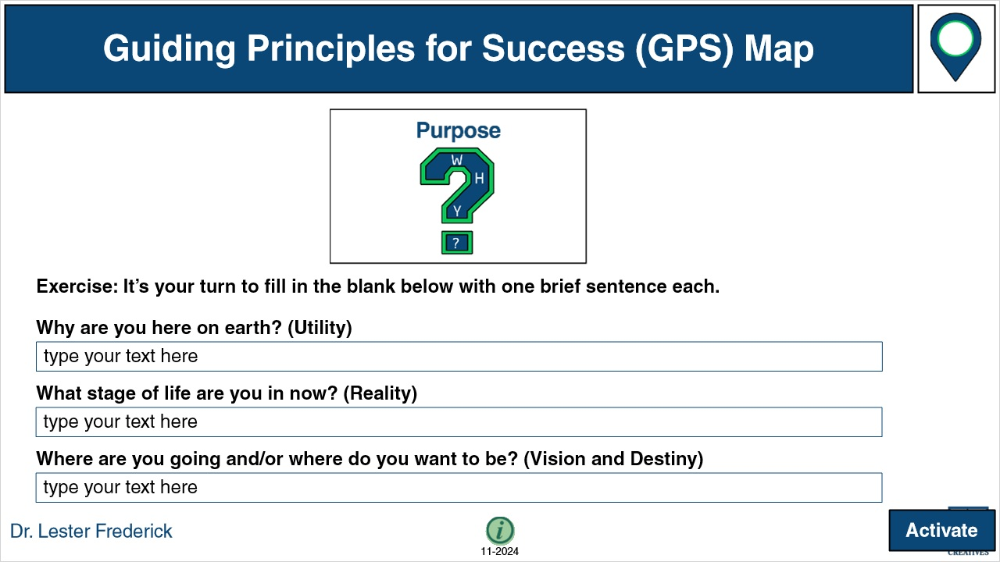 Guiding Principles for Success (GPS) Map
Purpose
W
H
Y
?
Exercise: It’s your turn to fill in the blank below with one brief sentence each.
Why are you here on earth? (Utility)
type your text here
What stage of life are you in now? (Reality)
type your text here
Where are you going and/or where do you want to be? (Vision and Destiny)
type your text here
Dr. Lester Frederick
i
11-2024
Activate
CREATIVES